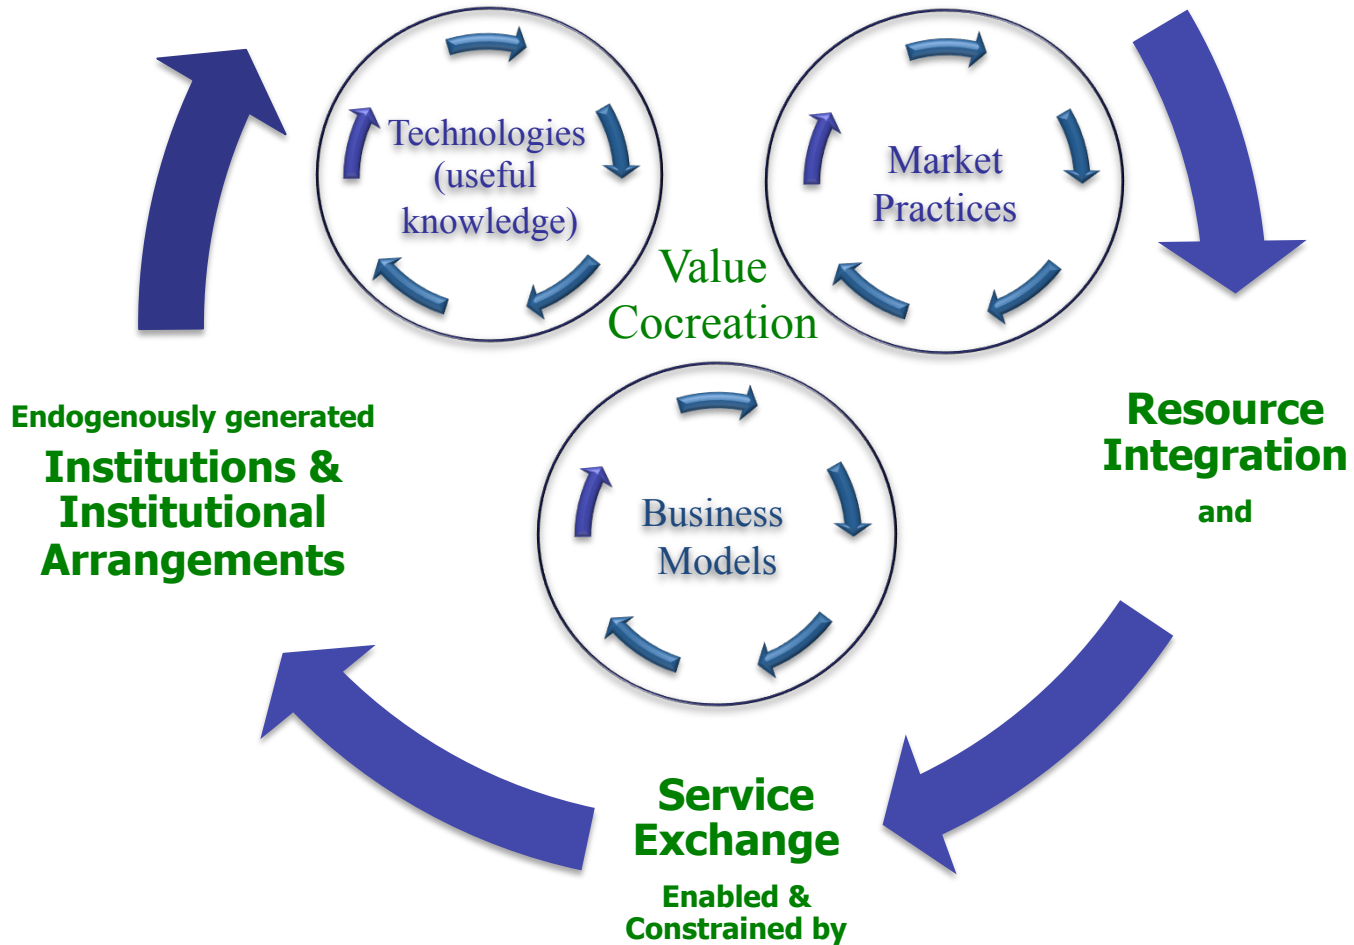 Technologies
(useful
knowledge)
Market
Practices
Value
Cocreation
Business
Models
Resource
Integration
and
Service
Exchange
Enabled &
Constrained by
Endogenously generated
Institutions &
Institutional
Arrangements